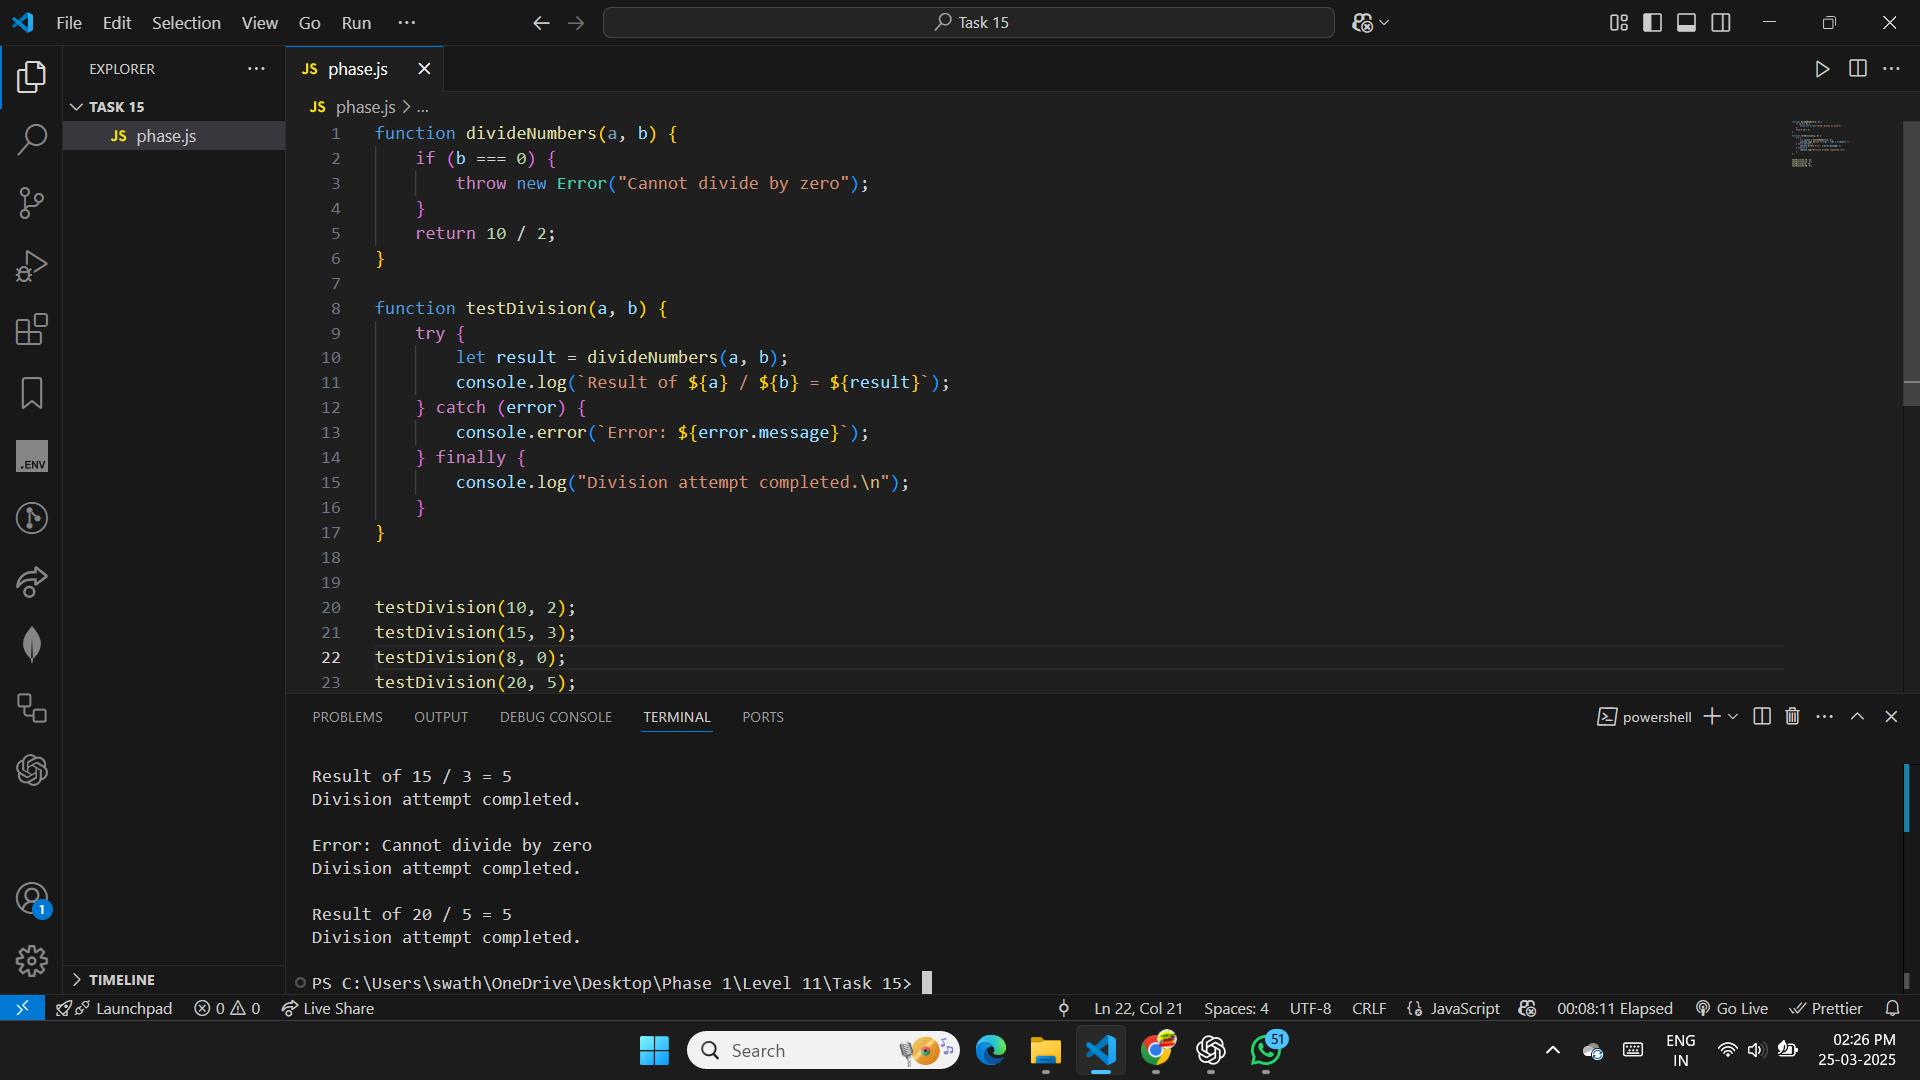 File Edit Selection View Go Run ···
Task 15
EXPLORER ···
TASK 15
JS phase.js
JS phase.js
JS phase.js > ...
1 function divideNumbers(a, b) {
2     if (b === 0) {
3         throw new Error("Cannot divide by zero");
4     }
5     return 10 / 2;
6 }
7
8 function testDivision(a, b) {
9     try {
10         let result = divideNumbers(a, b);
11         console.log(`Result of ${a} / ${b} = ${result}`);
12     } catch (error) {
13         console.error(`Error: ${error.message}`);
14     } finally {
15         console.log("Division attempt completed.\n");
16     }
17 }
18
19
20 testDivision(10, 2);
21 testDivision(15, 3);
22 testDivision(8, 0);
23 testDivision(20, 5);
.ENV
1
TIMELINE
PROBLEMS OUTPUT DEBUG CONSOLE TERMINAL PORTS
powershell
Result of 15 / 3 = 5
Division attempt completed.
Error: Cannot divide by zero
Division attempt completed.
Result of 20 / 5 = 5
Division attempt completed.
PS C:\Users\swath\OneDrive\Desktop\Phase 1\Level 11\Task 15>
Launchpad 0 0 Live Share
Ln 22, Col 21 Spaces: 4 UTF-8 CRLF {} JavaScript 00:08:11 Elapsed Go Live Prettier
Search
51
ENG
IN
02:26 PM
25-03-2025